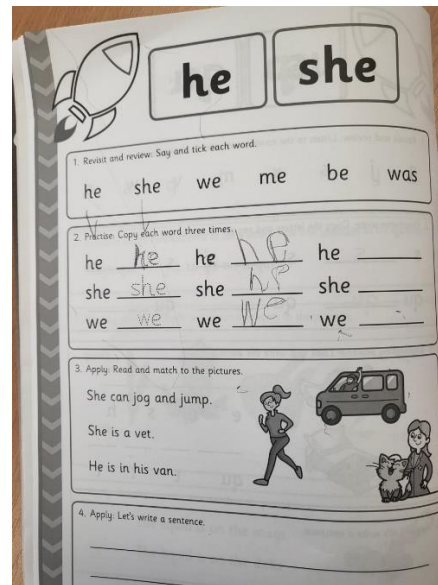 he she
1. Revisit and review: Say and tick each word.
he she we me be was
2. Practise: Copy each word three times.
he he he he he
she she she she
we we we we we
3. Apply: Read and match to the pictures.
She can jog and jump.
She is a vet.
He is in his van.
4. Apply: Let's write a sentence.